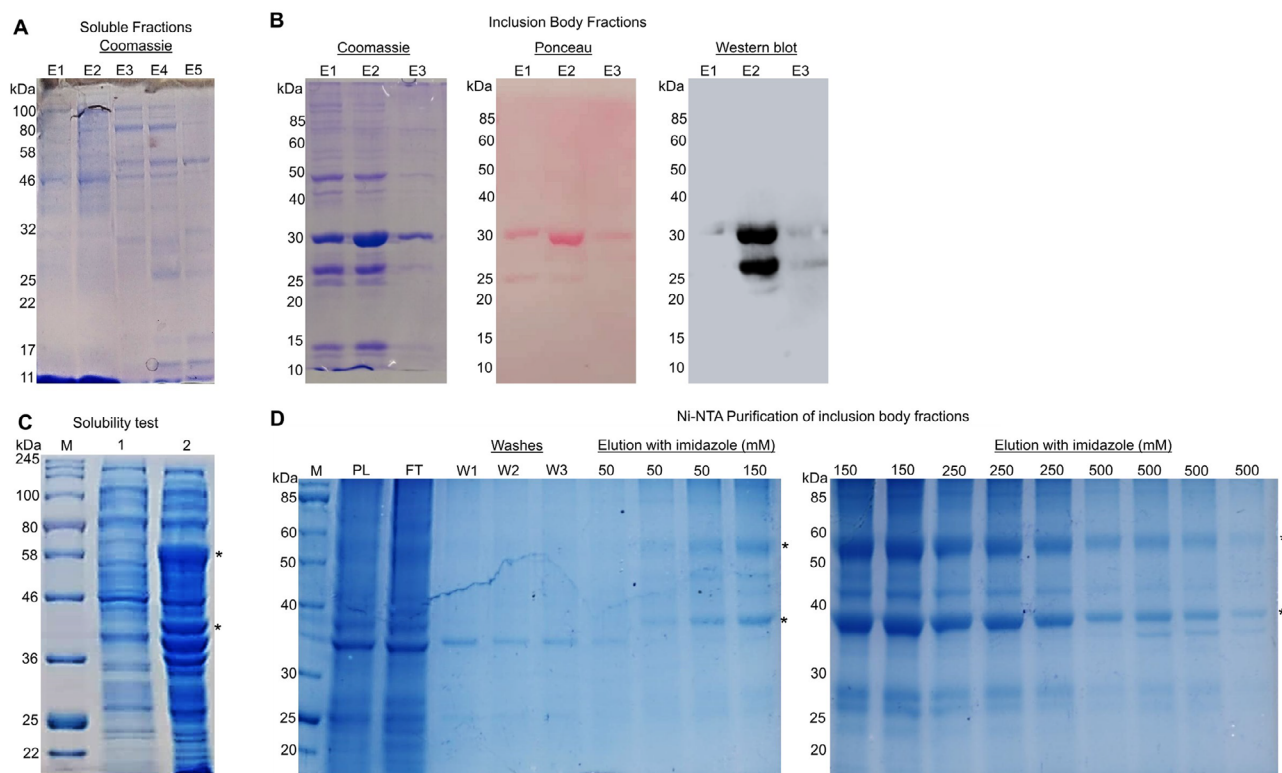 A
Soluble Fractions
Coomassie
E1 E2 E3 E4 E5
kDa
100
80
58
46
32
25
22
17
11
B
Inclusion Body Fractions
Coomassie
E1 E2 E3
kDa
85
60
50
40
30
25
20
15
10
Ponceau
E1 E2 E3
kDa
85
60
50
40
30
25
20
15
10
Western blot
E1 E2 E3
kDa
85
60
50
40
30
25
20
15
10
C
Solubility test
kDa M 1 2
245
100
80
58 *
46
*
36
25
22
D
Ni-NTA Purification of inclusion body fractions
Washes Elution with imidazole (mM)
M PL FT W1 W2 W3 50 50 50 150
kDa
85
60
*
50
40
*
30
25
20
Elution with imidazole (mM)
150 150 250 250 250 500 500 500 500
kDa
85
60
*
50
40
*
30
25
20